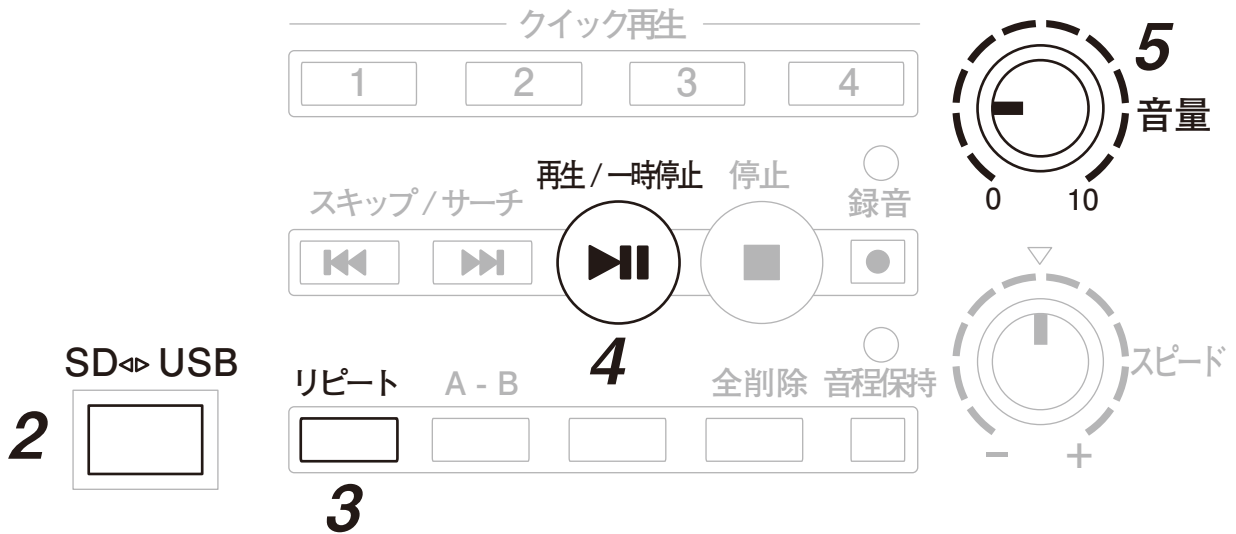 クイック再生
1 2 3 4
5
音量
0 10
再生 / 一時停止
停止
録音
スキップ / サーチ
4
SD USB
2
リピート
A - B
全削除
音程保持
3
スピード
− +